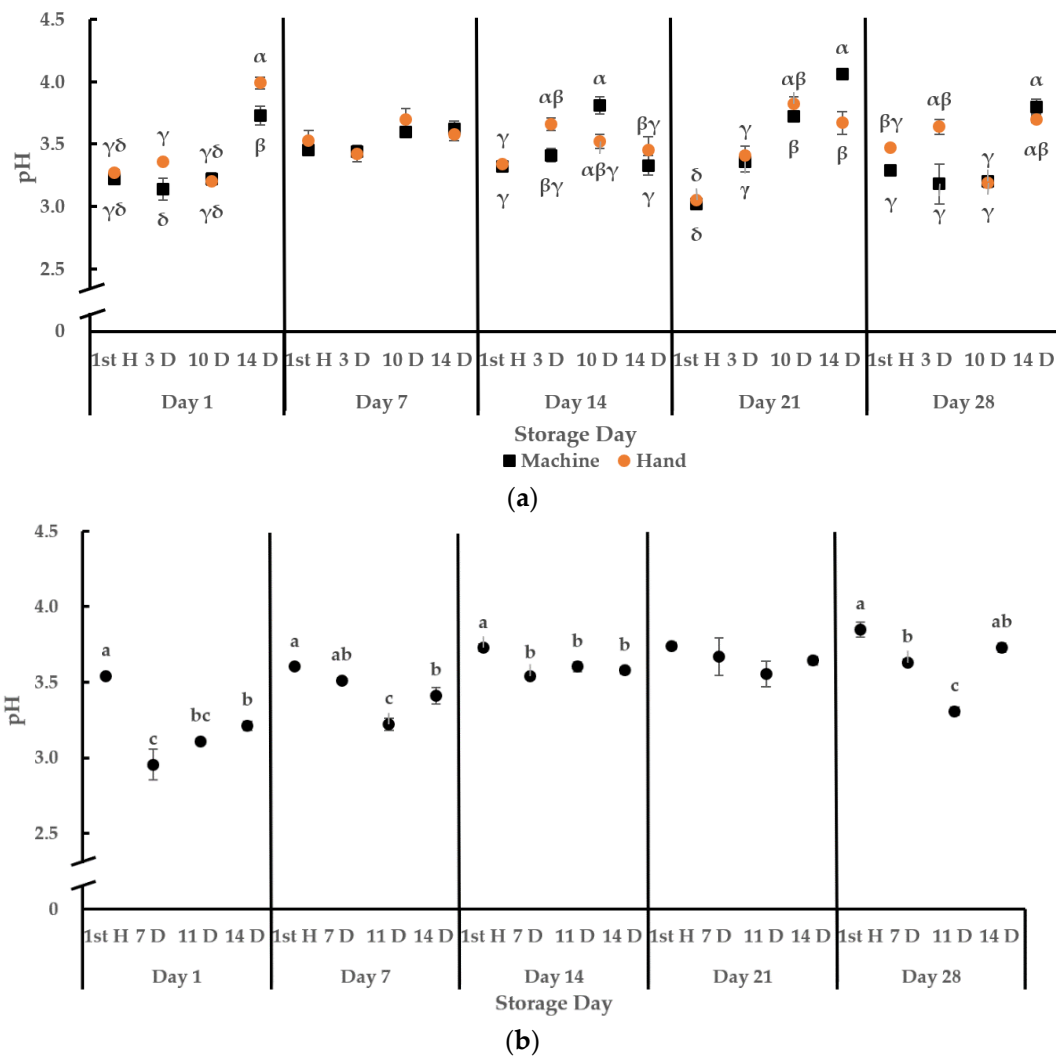 4.5
α
α
4.0
α
αβ
α
αβ
αβ
α
β
βγ
βγ
3.5
γδ
γ
γδ
γ
γ
pH
β
β
β
αβγ
γ
αβ
βγ
γ
δ
3.0
γδ
γδ
γ
γ
γ
γ
γ
δ
δ
2.5
0
1st H 3 D 10 D 14 D 1st H 3 D 10 D 14 D 1st H 3 D 10 D 14 D 1st H 3 D 10 D 14 D 1st H 3 D 10 D 14 D
Day 1 Day 7 Day 14 Day 21 Day 28
Storage Day
Machine Hand
(a)
4.5
4.0
a
a
ab
a
ab
b
b
b
b
3.5
a
b
c
pH
c
b
bc
3.0
c
2.5
0
1st H 7 D 11 D 14 D 1st H 7 D 11 D 14 D 1st H 7 D 11 D 14 D 1st H 7 D 11 D 14 D 1st H 7 D 11 D 14 D
Day 1 Day 7 Day 14 Day 21 Day 28
Storage Day
(b)